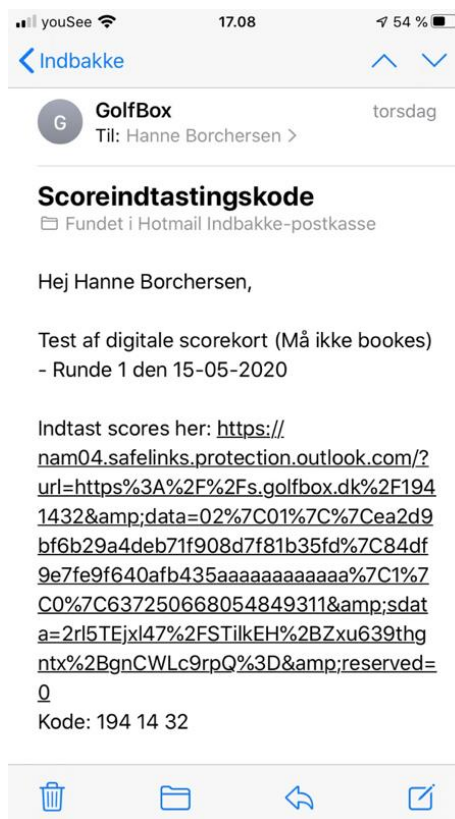 youSee 17.08 54 %
Indbakke
G
GolfBox torsdag
Til: Hanne Borchersen >
Scoreindtastingskode
Fundet i Hotmail Indbakke-postkasse
Hej Hanne Borchersen,
Test af digitale scorekort (Må ikke bookes)
- Runde 1 den 15-05-2020
Indtast scores her: https://
nam04.safelinks.protection.outlook.com/?
url=https%3A%2F%2Fs.golfbox.dk%2F194
1432&amp;data=02%7C01%7C%7Cea2d9
bf6b29a4deb71f908d7f81b35fd%7C84df
9e7fe9f640afb435aaaaaaaaaaaa%7C1%7
C0%7C637250668054849311&amp;sdat
a=2rl5TEjxl47%2FSTilkEH%2BZxu639thg
ntx%2BgnCWLc9rpQ%3D&amp;reserved=
0
Kode: 194 14 32